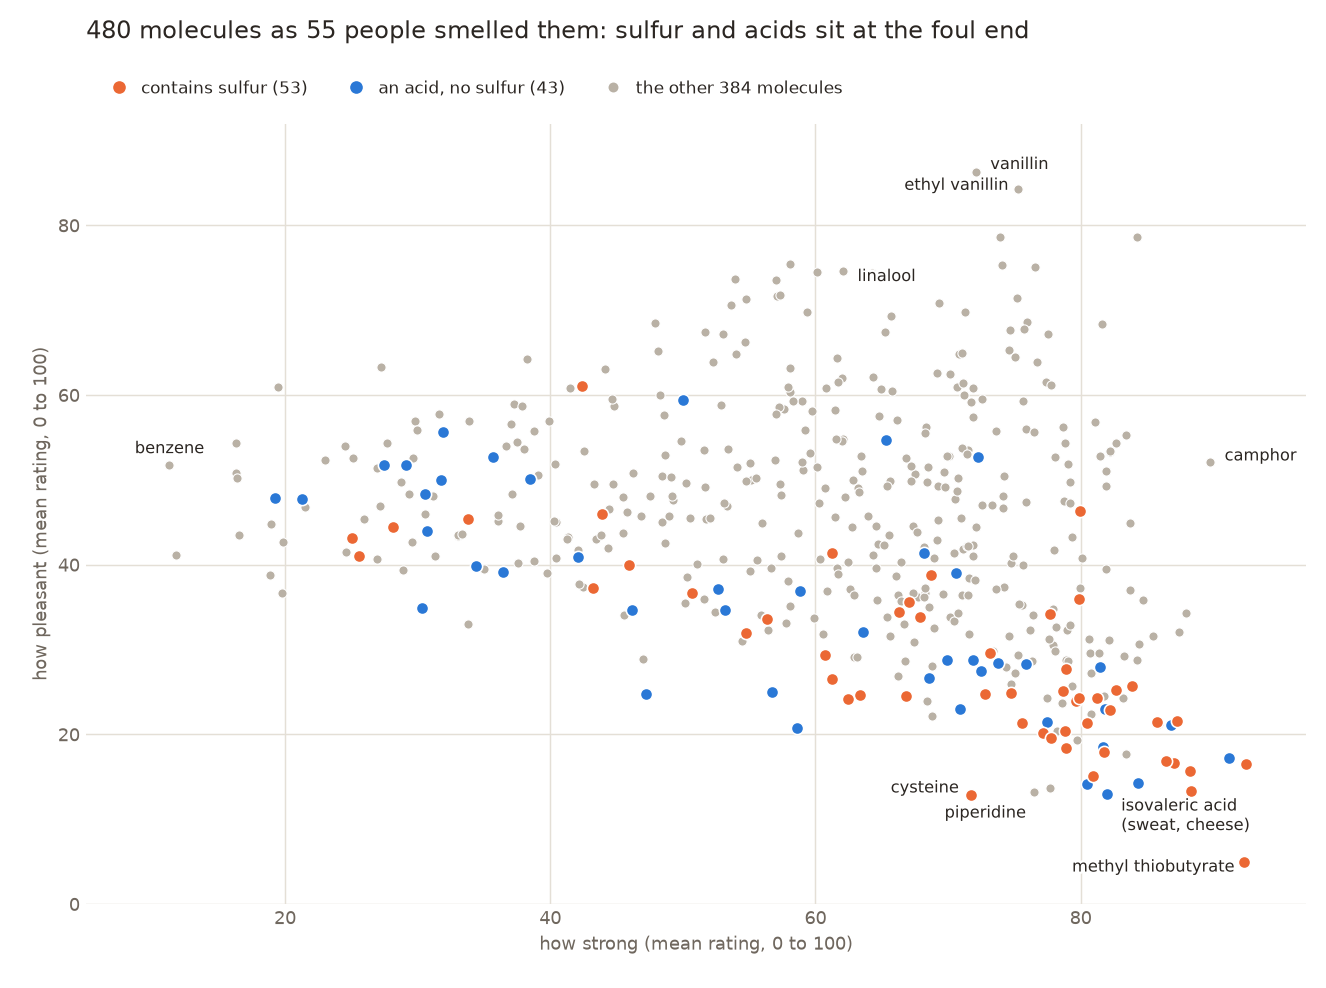 480 molecules as 55 people smelled them: sulfur and acids sit at the foul end
contains sulfur (53)
an acid, no sulfur (43)
the other 384 molecules
vanillin
ethyl vanillin
80
linalool
60
benzene
camphor
how pleasant (mean rating, 0 to 100)
40
20
cysteine
piperidine
isovaleric acid
(sweat, cheese)
methyl thiobutyrate
0
20
40
60
80
how strong (mean rating, 0 to 100)